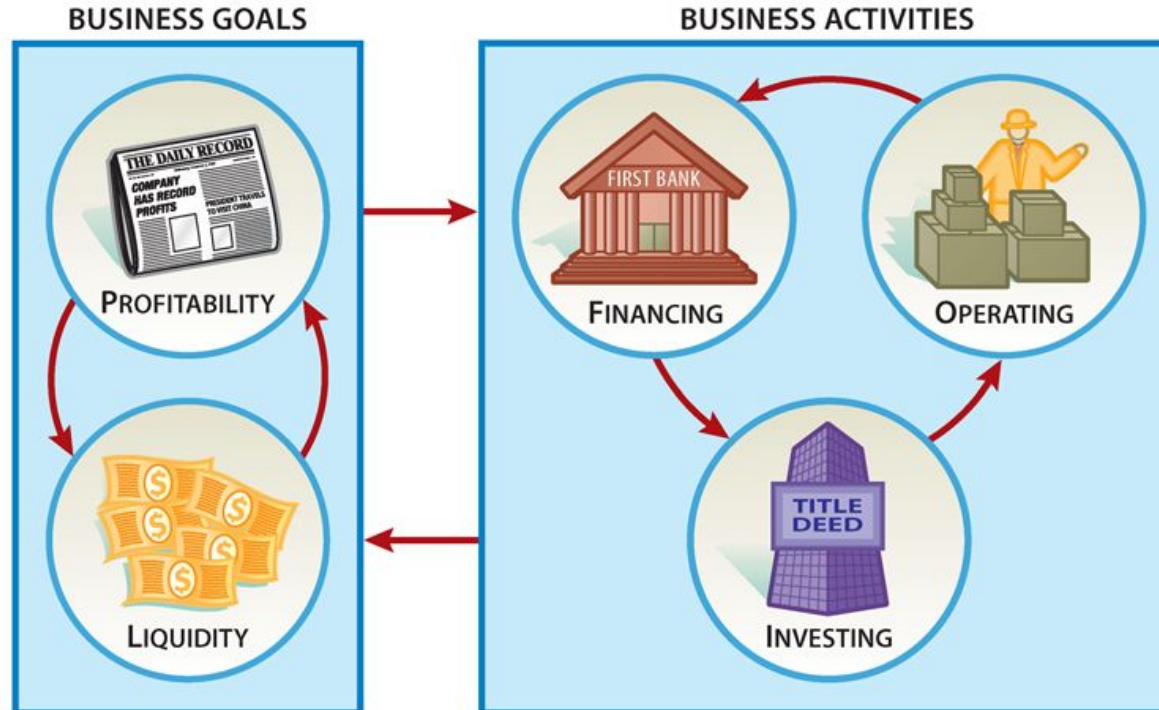 BUSINESS GOALS
BUSINESS ACTIVITIES
THE DAILY RECORD
COMPANY
HAS RECORD
PROFITS
PRESIDENT TRAVELS
TO VISIT CHINA
PROFITABILITY
$
$
$
$
$
LIQUIDITY
FIRST BANK
FINANCING
OPERATING
TITLE
DEED
INVESTING